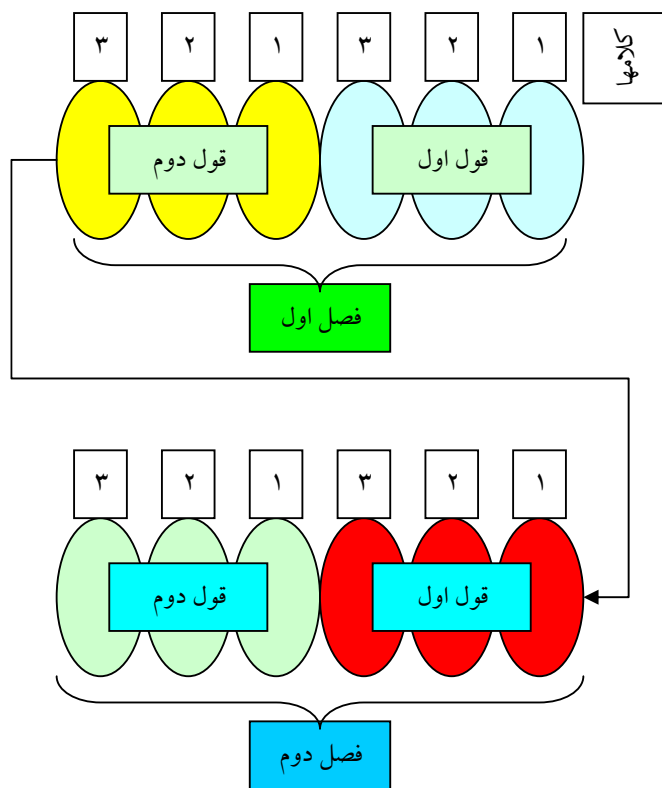 کلامها
۱ ۲ ۳ ۱ ۲ ۳
قول اول
قول دوم
فصل اول
۱ ۲ ۳ ۱ ۲ ۳
قول اول
قول دوم
فصل دوم